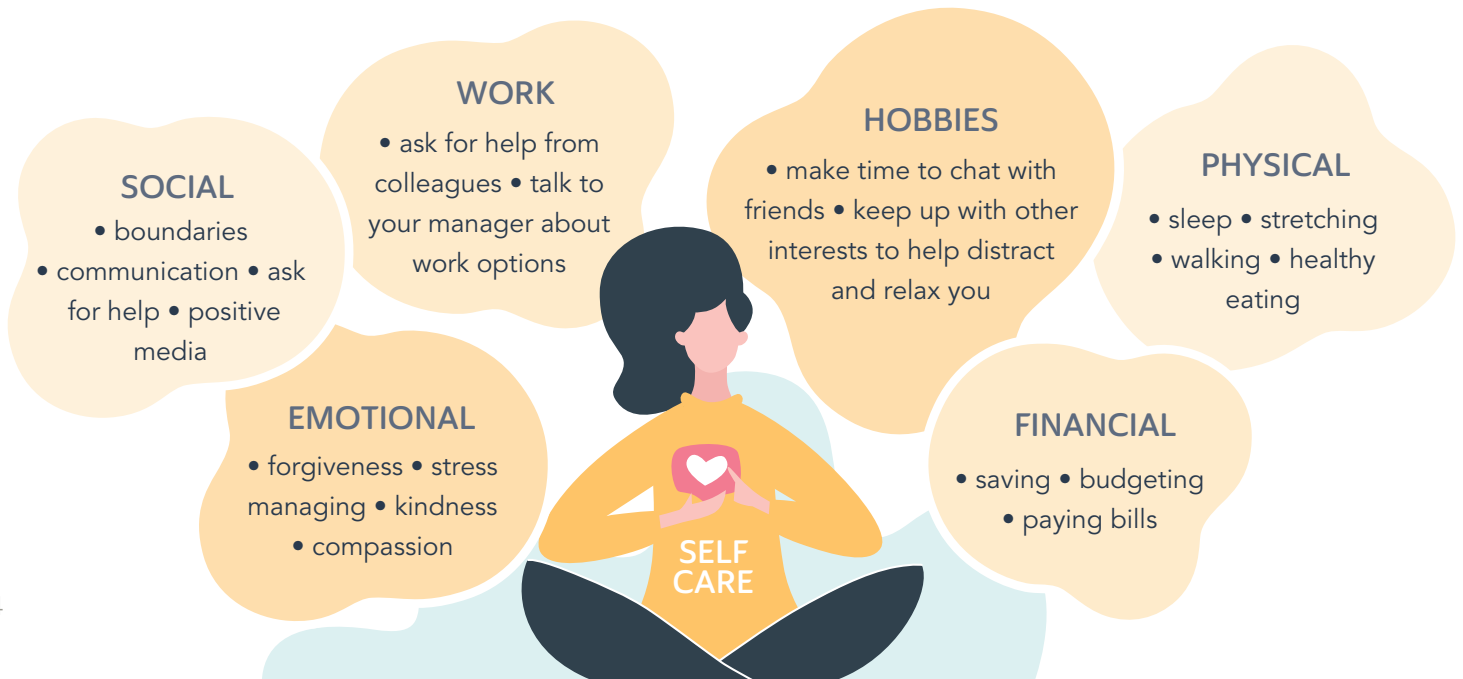 SOCIAL
• boundaries
• communication • ask
for help • positive
media
WORK
• ask for help from
colleagues • talk to
your manager about
work options
EMOTIONAL
• forgiveness • stress
managing • kindness
• compassion
SELF
CARE
HOBBIES
• make time to chat with
friends • keep up with other
interests to help distract
and relax you
PHYSICAL
• sleep • stretching
• walking • healthy
eating
FINANCIAL
• saving • budgeting
• paying bills